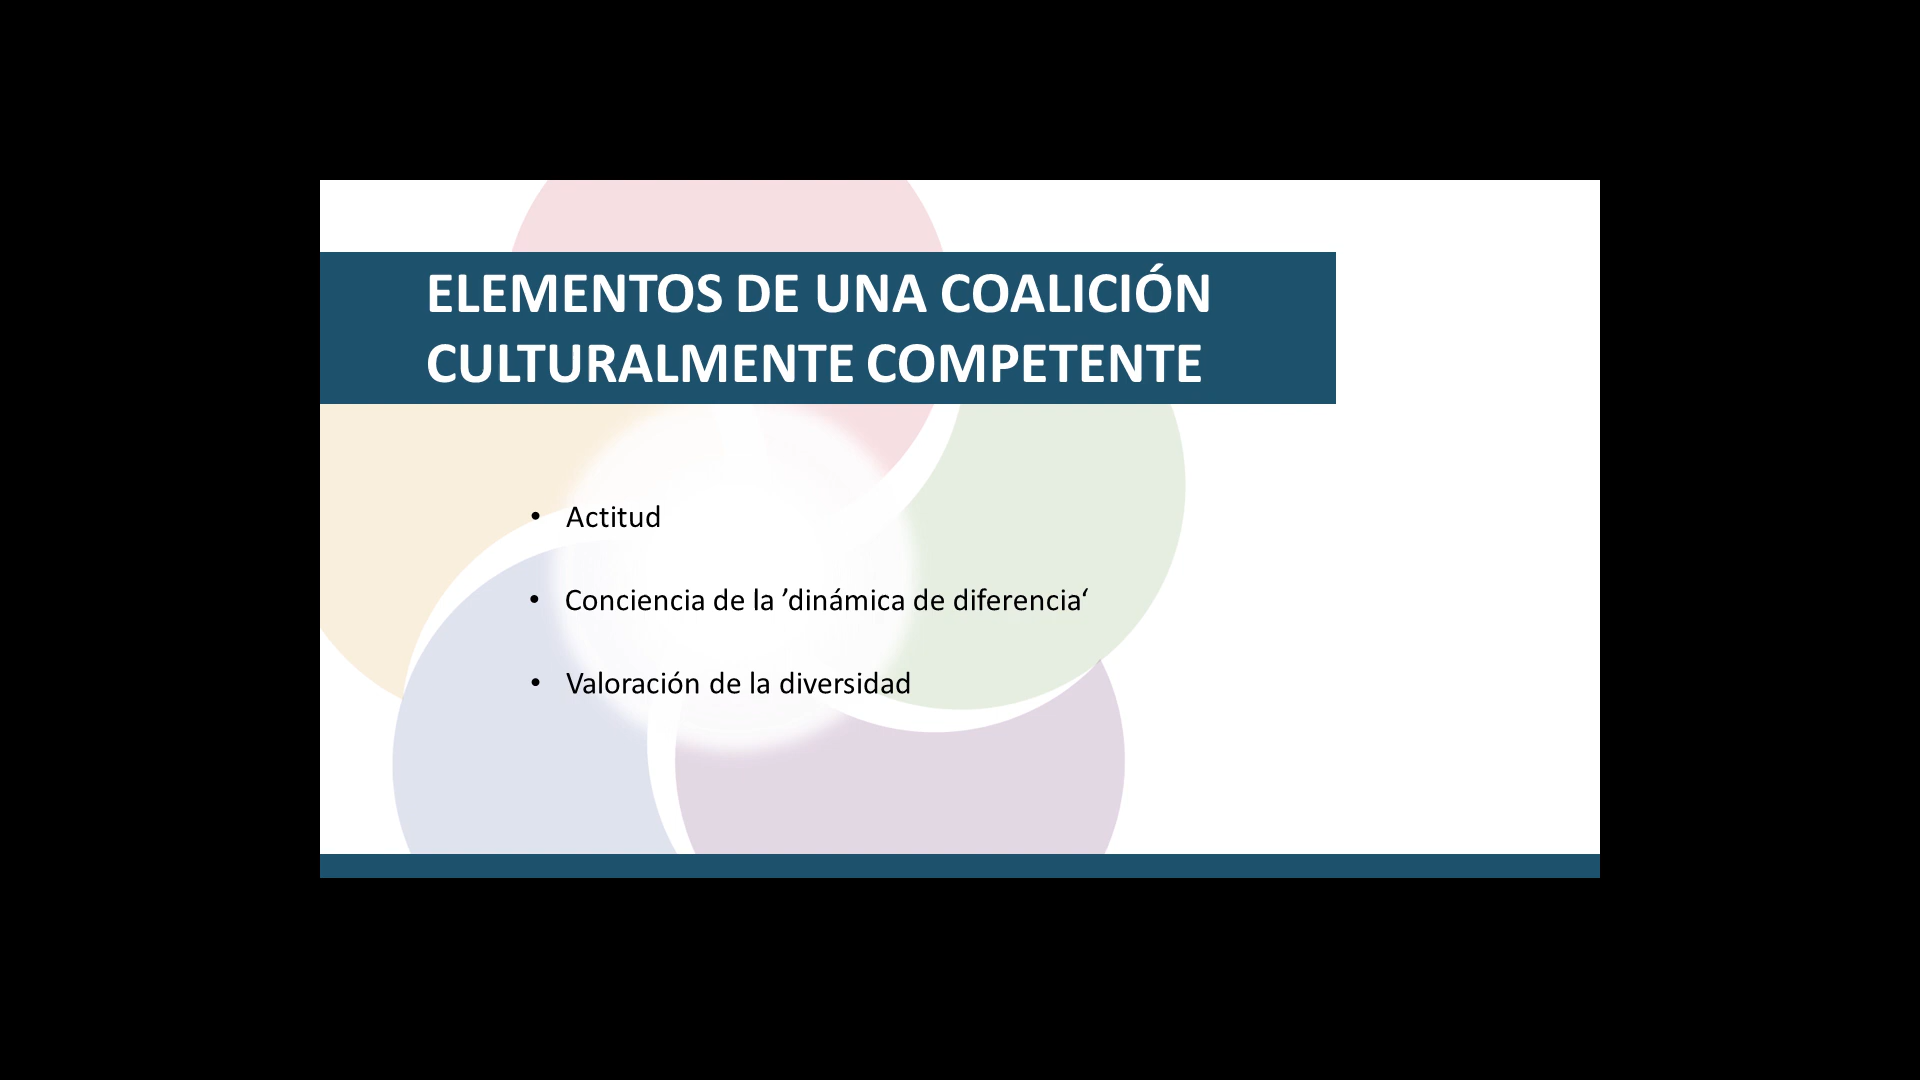 ELEMENTOS DE UNA COALICIÓN
CULTURALMENTE COMPETENTE
• Actitud
• Conciencia de la ’dinámica de diferencia‘
• Valoración de la diversidad